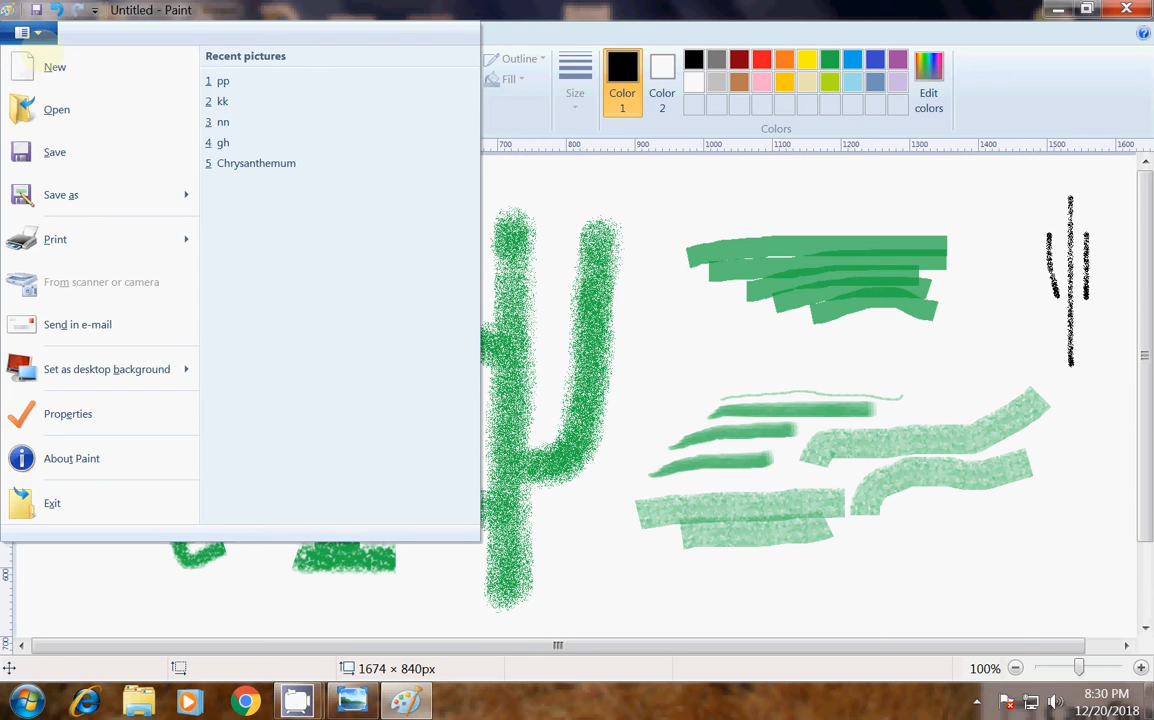 Untitled - Paint
New
Open
Save
Save as
Print
From scanner or camera
Send in e-mail
Set as desktop background
Properties
About Paint
Exit
Recent pictures
1 pp
2 kk
3 nn
4 gh
5 Chrysanthemum
Outline
Fill
Size
Color 1
Color 2
Edit colors
Colors
700 800 900 1000 1100 1200 1300 1400 1500 1600
600
700
1674 × 840px
100%
8:30 PM
12/20/2018